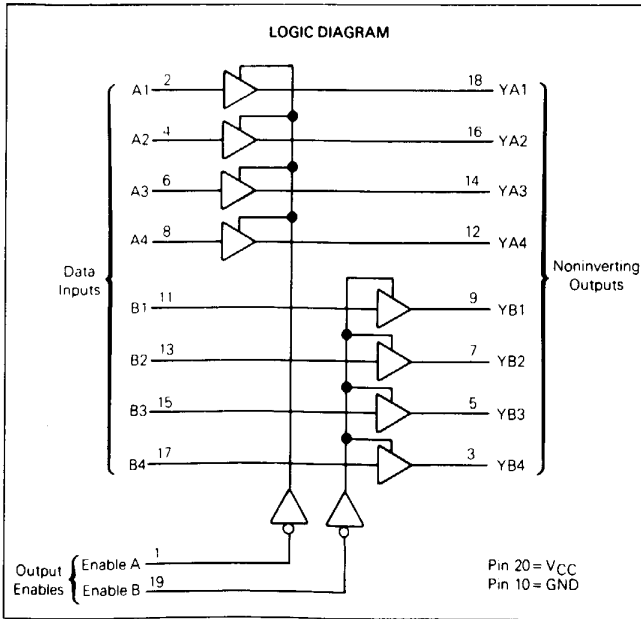 LOGIC DIAGRAM
A1 2 18 YA1
A2 4 16 YA2
A3 6 14 YA3
A4 8 12 YA4
Data
Inputs
Noninverting
Outputs
B1 11 9 YB1
B2 13 7 YB2
B3 15 5 YB3
B4 17 3 YB4
Output
Enables
Enable A 1
Enable B 19
Pin 20 = VCC
Pin 10 = GND